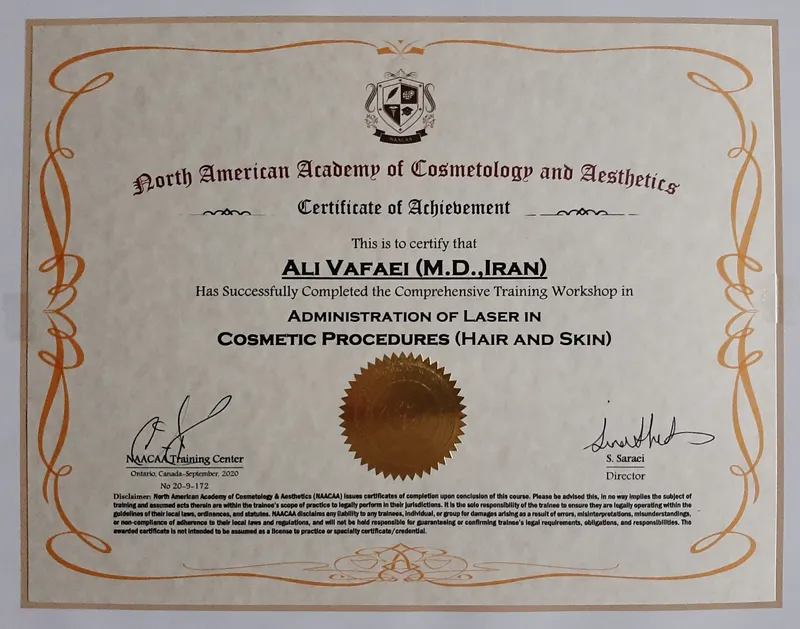 NAACAA
North American Academy of Cosmetology and Aesthetics
Certificate of Achievement
This is to certify that
ALI VAFAEI (M.D.,IRAN)
Has Successfully Completed the Comprehensive Training Workshop in
ADMINISTRATION OF LASER IN
COSMETIC PROCEDURES (HAIR AND SKIN)
NAACAA Training Center
Ontario, Canada-September, 2020
No 20-9-172
S. Saraei
Director
Disclaimer: North American Academy of Cosmetology & Aesthetics (NAACAA) issues certificates of completion upon conclusion of this course. Please be advised this, in no way implies the subject of
training and assumed acts therein are within the trainee's scope of practice to legally perform in their jurisdictions. It is the sole responsibility of the trainee to ensure they are legally operating within the
guidelines of their local laws, ordinances, and statutes. NAACAA disclaims any liability to any trainees, individual, or group for damages arising as a result of errors, misinterpretations, misunderstandings,
or non-compliance of adherence to their local laws and regulations, and will not be held responsible for guaranteeing or confirming trainee's legal requirements, obligations, and responsibilities. The
awarded certificate is not intended to be assumed as a license to practice or specialty certificate/credential.